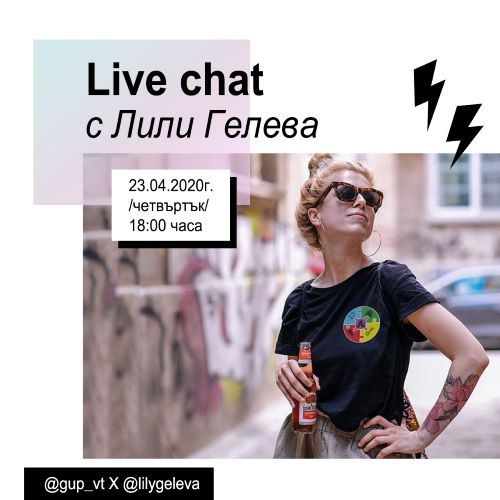 Live chat
с Лили Гелева
23.04.2020г.
/четвъртък/
18:00 часа
@gup_vt X @lilygeleva